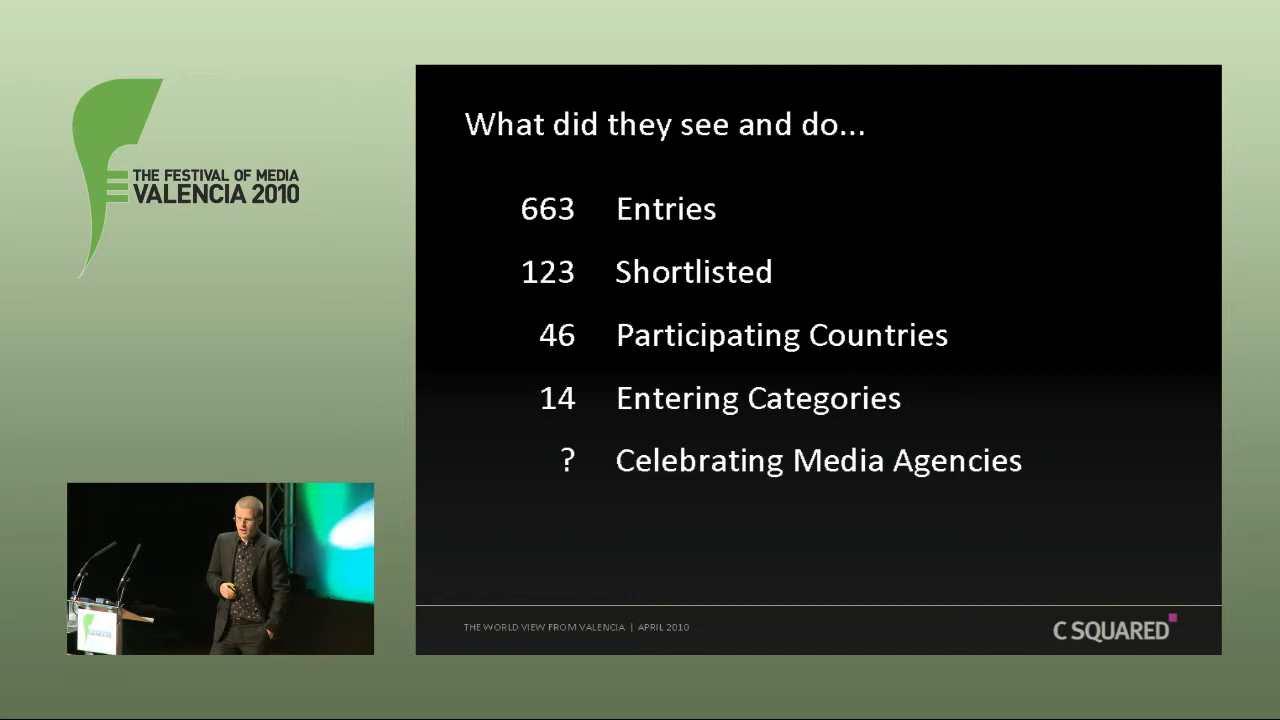 THE FESTIVAL OF MEDIA
VALENCIA 2010
What did they see and do...
663 Entries
123 Shortlisted
46 Participating Countries
14 Entering Categories
? Celebrating Media Agencies
THE WORLD VIEW FROM VALENCIA | APRIL 2010
C SQUARED